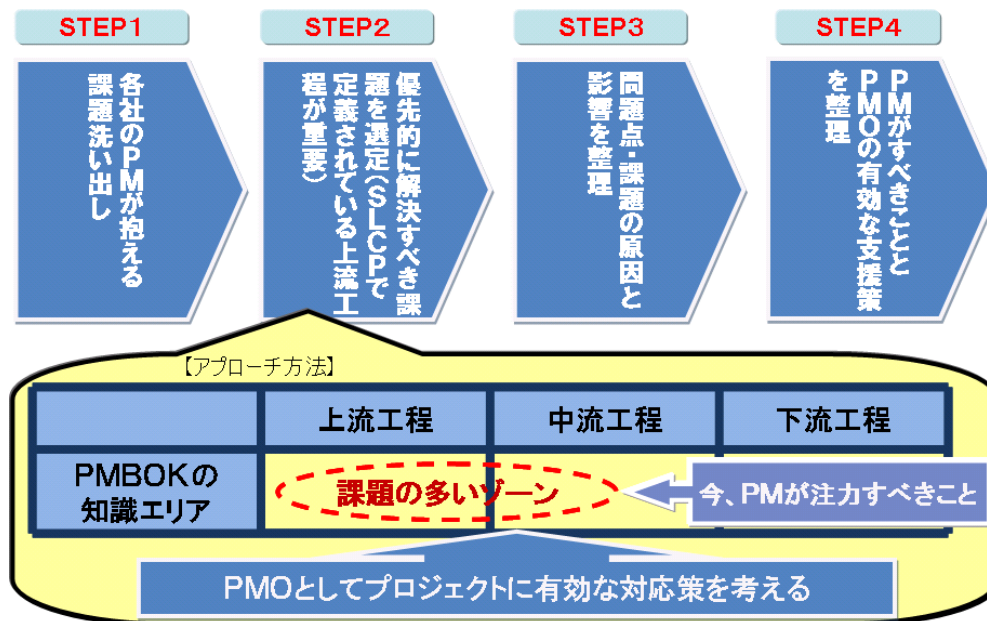 STEP1
STEP2
STEP3
STEP4
各社のPMが抱える
課題洗い出し
優先的に解決すべき課
題を選定(SLCPで
定義されている上流工
程が重要)
問題点・課題の原因と
影響を整理
PMがすべきことと
PMOの有効な支援策
を整理
【アプローチ方法】
上流工程
中流工程
下流工程
PMBOKの
知識エリア
課題の多いゾーン
今、PMが注力すべきこと
PMOとしてプロジェクトに有効な対応策を考える